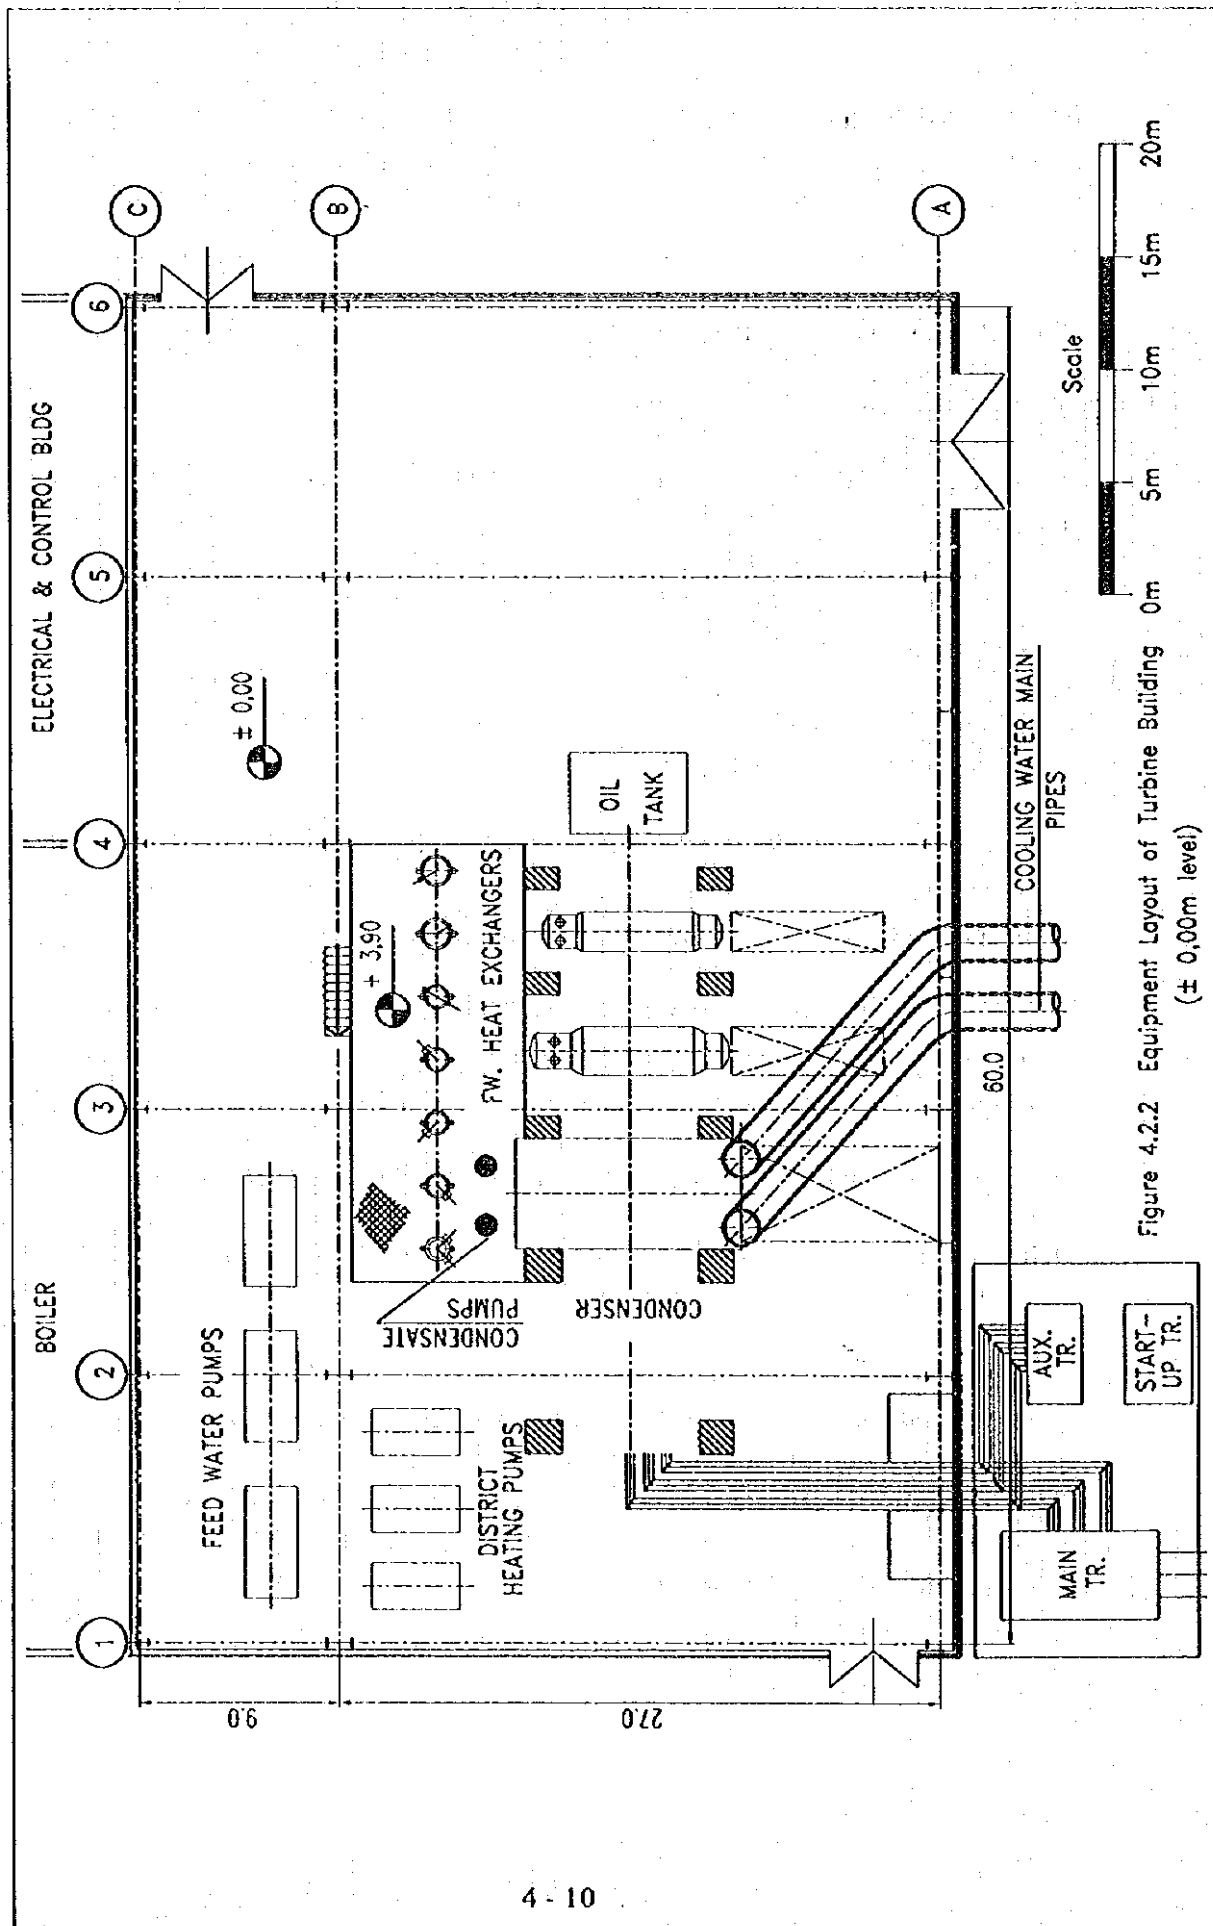 BOILER
ELECTRICAL & CONTROL BLDG
1
2
3
4
5
6
C
B
A
FEED WATER PUMPS
± 0,00
+ 3,90
DISTRICT
HEATING PUMPS
CONDENSATE
PUMPS
CONDENSER
FW. HEAT EXCHANGERS
OIL
TANK
9.0
27.0
60.0
MAIN
TR.
AUX.
TR.
START-
UP TR.
COOLING WATER MAIN
PIPES
Scale
0m 5m 10m 15m 20m
Figure 4.2.2 Equipment Layout of Turbine Building
(± 0,00m level)
4 - 10